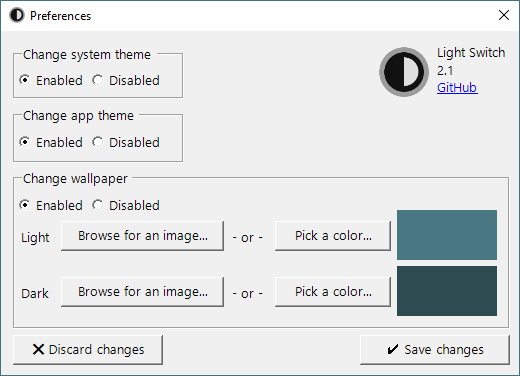 Preferences
Change system theme
Enabled Disabled
Light Switch
2.1
GitHub
Change app theme
Enabled Disabled
Change wallpaper
Enabled Disabled
Light Browse for an image... - or - Pick a color...
Dark Browse for an image... - or - Pick a color...
Discard changes Save changes